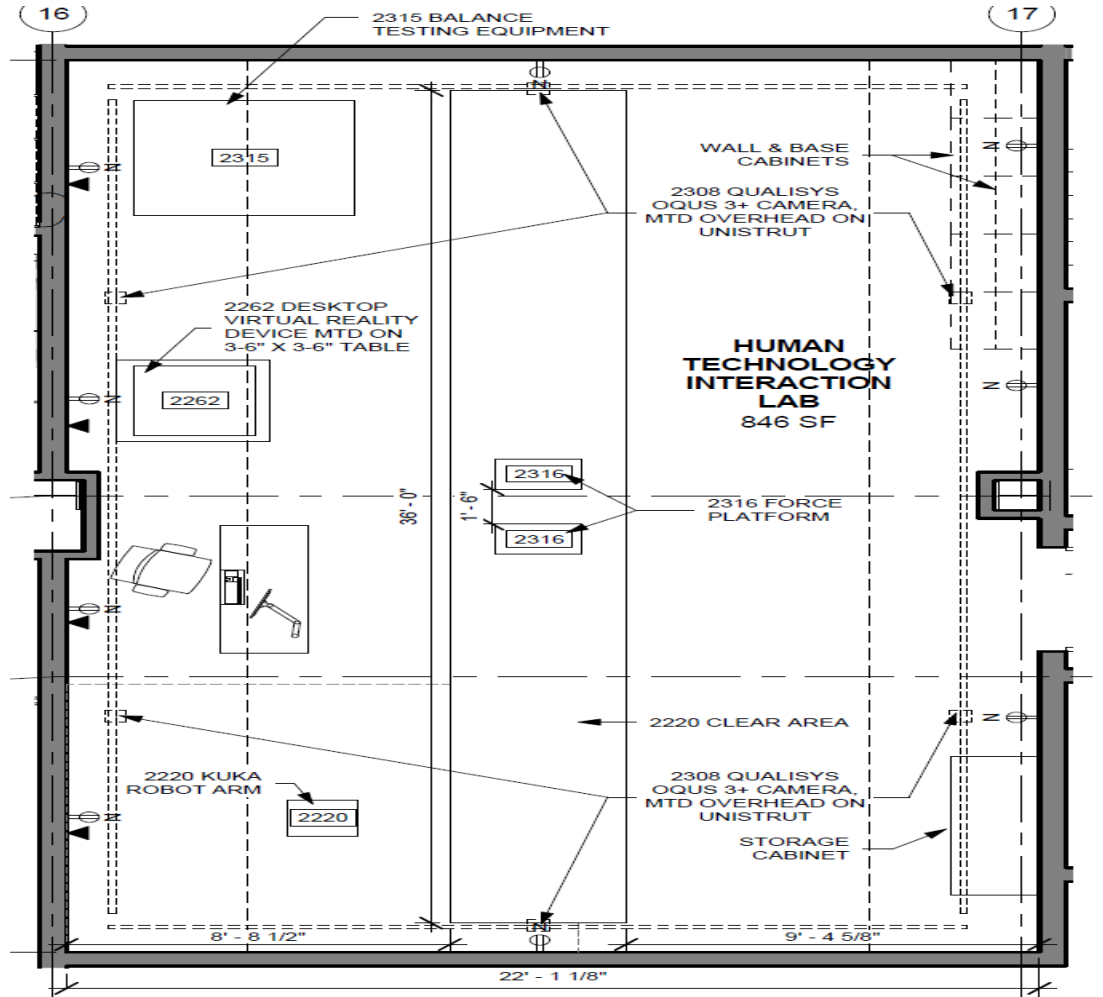 16
17
2315 BALANCE
TESTING EQUIPMENT
2315
WALL & BASE
CABINETS
2308 QUALISYS
OQUS 3+ CAMERA,
MTD OVERHEAD ON
UNISTRUT
2262 DESKTOP
VIRTUAL REALITY
DEVICE MTD ON
3-6" X 3-6" TABLE
2262
HUMAN
TECHNOLOGY
INTERACTION
LAB
846 SF
2316
36' - 0"
1' - 6"
2316 FORCE
PLATFORM
2316
2220 CLEAR AREA
2220 KUKA
ROBOT ARM
2220
2308 QUALISYS
OQUS 3+ CAMERA,
MTD OVERHEAD ON
UNISTRUT
STORAGE
CABINET
8' - 8 1/2"
9' - 4 5/8"
22' - 1 1/8"